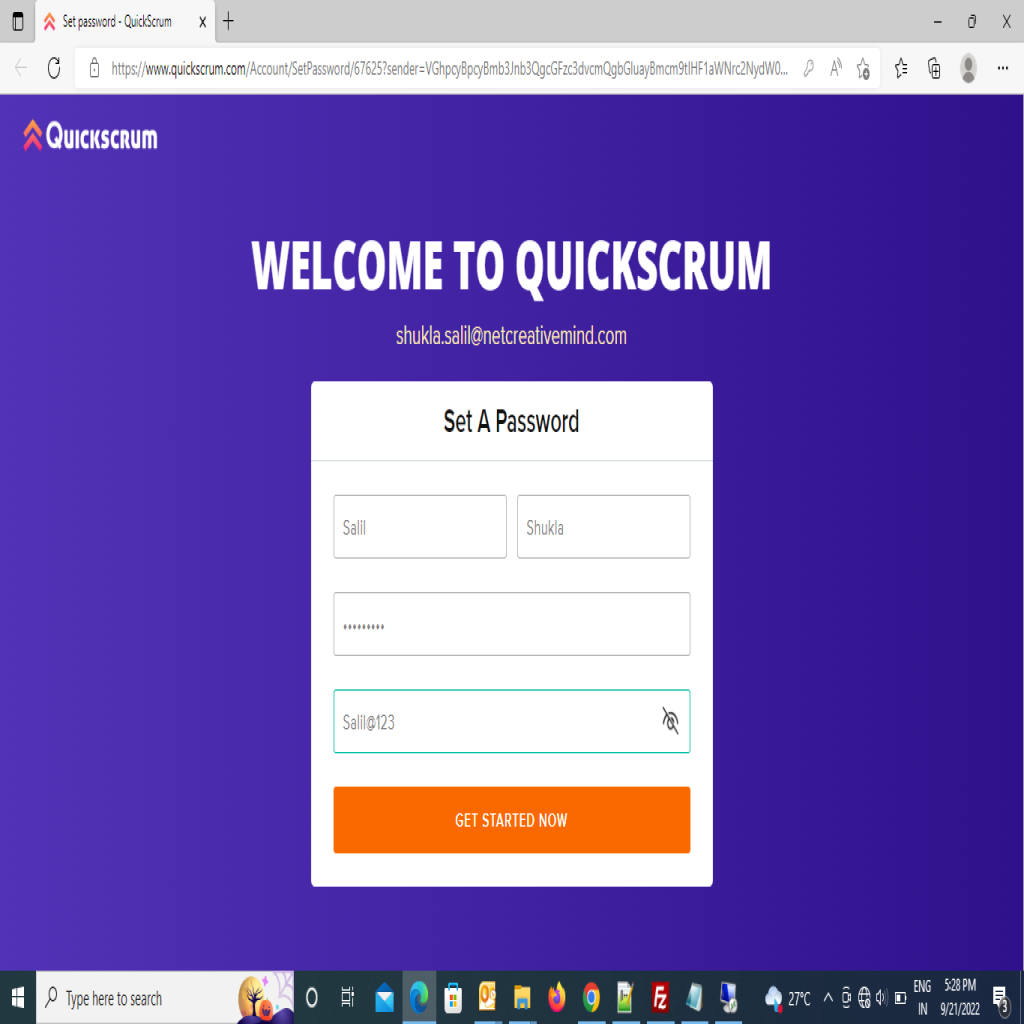 Set password - QuickScrum
https://www.quickscrum.com/Account/SetPassword/67625?sender=VGhpcyBpcyBmb3Jnb3QgcGFzc3dvcmQgbGluayBmcm9tIHF1aWNrc2NydW0...
QUICKSCRUM
WELCOME TO QUICKSCRUM
shukla.salil@netcreativemind.com
Set A Password
Salil Shukla
•••••••••
Salil@123
GET STARTED NOW
Type here to search
27°C
ENG
IN
5:28 PM
9/21/2022
3